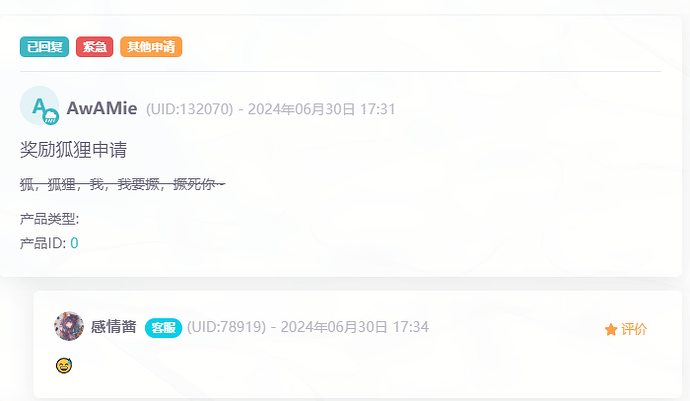 已回复 紧急 其他申请
A AwAMie (UID:132070) - 2024年06月30日 17:31
奖励狐狸申请
狐，狐狸，我，我要撅，撅死你~
产品类型:
产品ID: 0
感情酱 客服 (UID:78919) - 2024年06月30日 17:34 评价
😅